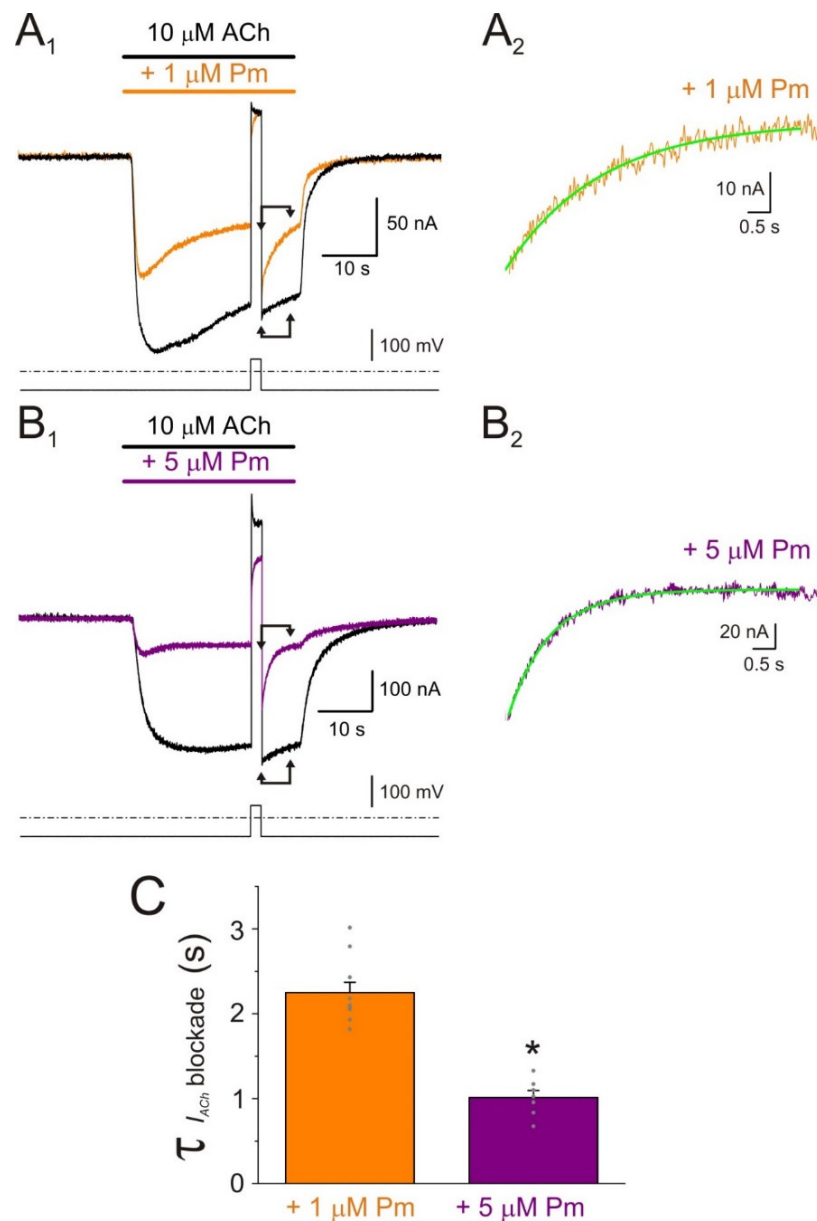 A1
10 μM ACh
+ 1 μM Pm
50 nA
10 s
100 mV
A2
+ 1 μM Pm
10 nA
0.5 s
B1
10 μM ACh
+ 5 μM Pm
100 nA
10 s
100 mV
B2
+ 5 μM Pm
20 nA
0.5 s
C
τ IACh blockade (s)
3
2
1
0
*
+ 1 μM Pm
+ 5 μM Pm